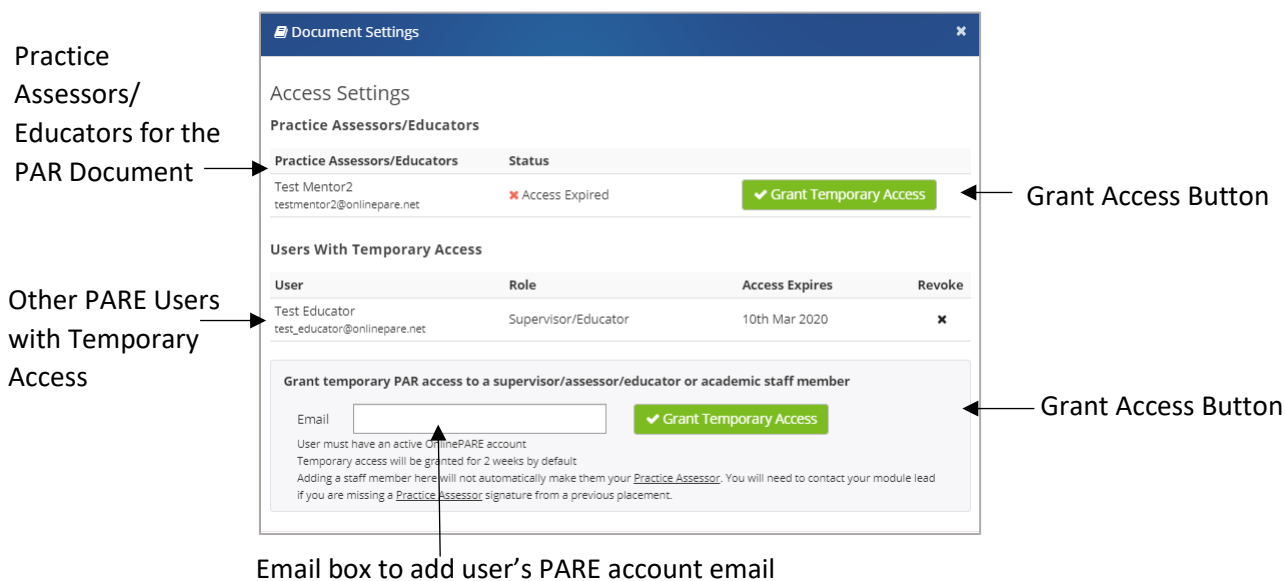 Document Settings
Practice
Assessors/
Educators for the
PAR Document
Access Settings
Practice Assessors/Educators
Practice Assessors/Educators Status
Test Mentor2
testmentor2@onlinepare.net
Access Expired
Grant Temporary Access
Grant Access Button
Users With Temporary Access
User Role Access Expires Revoke
Other PARE Users
with Temporary
Access
Test Educator
test_educator@onlinepare.net
Supervisor/Educator
10th Mar 2020
Grant temporary PAR access to a supervisor/assessor/educator or academic staff member
Email
Grant Temporary Access
Grant Access Button
User must have an active OnlinePARE account
Temporary access will be granted for 2 weeks by default
Adding a staff member here will not automatically make them your Practice Assessor. You will need to contact your module lead
if you are missing a Practice Assessor signature from a previous placement.
Email box to add user's PARE account email